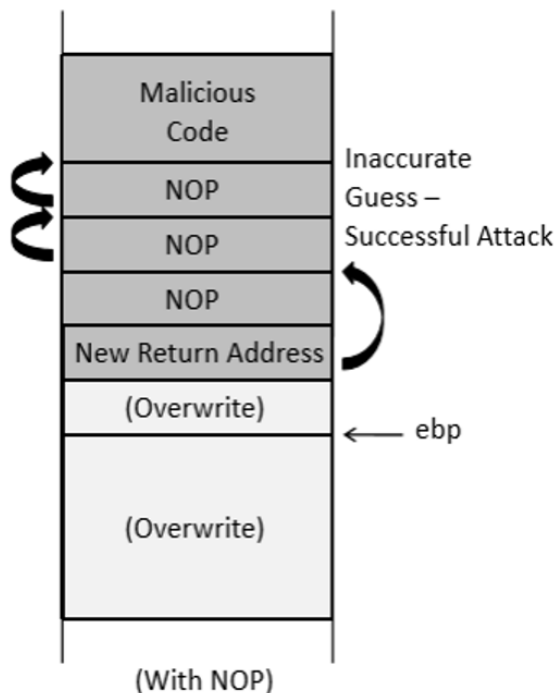 Malicious
Code
Inaccurate
Guess –
Successful Attack
NOP
NOP
NOP
New Return Address
(Overwrite)
ebp
(Overwrite)
(With NOP)